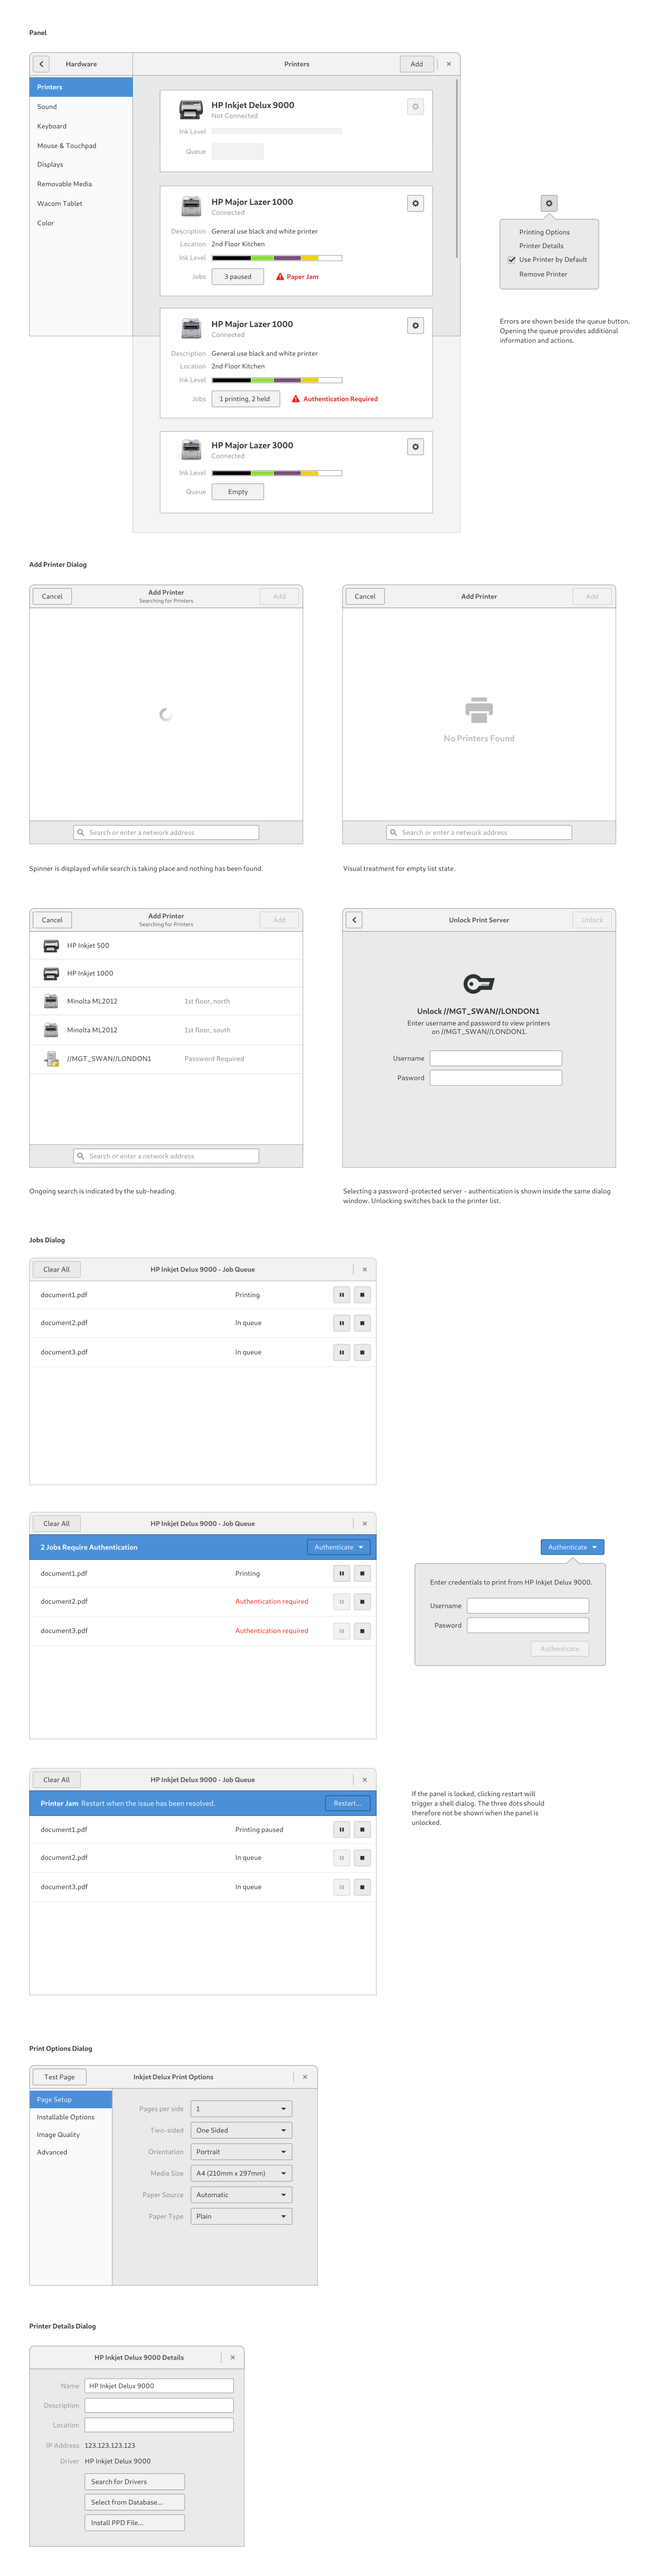 Panel
Hardware
Printers
Add
Printers
Sound
Keyboard
Mouse & Touchpad
Displays
Removable Media
Wacom Tablet
Color
HP Inkjet Delux 9000
Not Connected
Ink Level
Queue
HP Major Lazer 1000
Connected
Description General use black and white printer
Location 2nd Floor Kitchen
Ink Level
Jobs 3 paused Paper Jam
HP Major Lazer 1000
Connected
Description General use black and white printer
Location 2nd Floor Kitchen
Ink Level
Jobs 1 printing, 2 held Authentication Required
HP Major Lazer 3000
Connected
Ink Level
Queue Empty
Printing Options
Printer Details
Use Printer by Default
Remove Printer
Errors are shown beside the queue button.
Opening the queue provides additional
information and actions.
Add Printer Dialog
Cancel
Add Printer
Searching for Printers
Add
Search or enter a network address
Spinner is displayed while search is taking place and nothing has been found.
Cancel
Add Printer
Add
No Printers Found
Search or enter a network address
Visual treatment for empty list state.
Cancel
Add Printer
Searching for Printers
Add
HP Inkjet 500
HP Inkjet 1000
Minolta ML2012 1st floor, north
Minolta ML2012 1st floor, south
//MGT_SWAN//LONDON1 Password Required
Search or enter a network address
Ongoing search is indicated by the sub-heading.
Unlock Print Server
Unlock
Unlock //MGT_SWAN//LONDON1
Enter username and password to view printers
on //MGT_SWAN//LONDON1.
Username
Pasword
Selecting a password-protected server - authentication is shown inside the same dialog
window. Unlocking switches back to the printer list.
Jobs Dialog
Clear All
HP Inkjet Delux 9000 - Job Queue
document1.pdf Printing
document2.pdf In queue
document3.pdf In queue
Clear All
HP Inkjet Delux 9000 - Job Queue
2 Jobs Require Authentication
Authenticate
document1.pdf Printing
document2.pdf Authentication required
document3.pdf Authentication required
Authenticate
Enter credentials to print from HP Inkjet Delux 9000.
Username
Pasword
Authenticate
Clear All
HP Inkjet Delux 9000 - Job Queue
Printer Jam Restart when the issue has been resolved.
Restart...
document1.pdf Printing paused
document2.pdf In queue
document3.pdf In queue
If the panel is locked, clicking restart will
trigger a shell dialog. The three dots should
therefore not be shown when the panel is
unlocked.
Print Options Dialog
Test Page
Inkjet Delux Print Options
Page Setup
Installable Options
Image Quality
Advanced
Pages per side 1
Two-sided One Sided
Orientation Portrait
Media Size A4 (210mm x 297mm)
Paper Source Automatic
Paper Type Plain
Printer Details Dialog
HP Inkjet Delux 9000 Details
Name HP Inkjet Delux 9000
Description
Location
IP Address 123.123.123.123
Driver HP Inkjet Delux 9000
Search for Drivers
Select from Database...
Install PPD File...